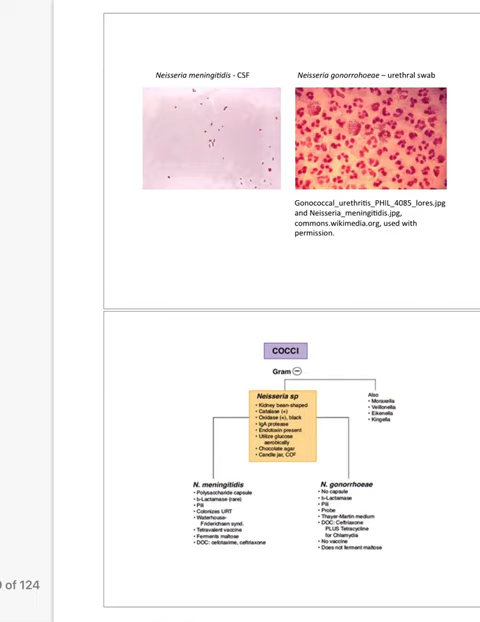 Neisseria meningitidis - CSF
Neisseria gonorrhoeae – urethral swab
Gonococcal_urethritis_PHIL_4085_lores.jpg
and Neisseria_meningitidis.jpg,
commons.wikimedia.org, used with
permission.
COCCI
Gram −
Neisseria sp
• Kidney bean-shaped
• Catalase (+)
• Oxidase (+), black
• IgA protease
• Endotoxin present
• Utilize glucose
aerobically
• Chocolate agar
• Candle jar, CO²
Also
• Moraxella
• Veillonella
• Eikenella
• Kingella
N. meningitidis
• Polysaccharide capsule
• b-Lactamase (rare)
• Pili
• Colonizes URT
• Waterhouse-
Friderichsen synd.
• Tetravalent vaccine
• Ferments maltose
• DOC: cefotaxime, ceftriaxone
N. gonorrhoeae
• No capsule
• b-Lactamase
• Pili
• Probe
• Thayer-Martin medium
• DOC: Ceftriaxone
PLUS Tetracycline
for Chlamydia
• No vaccine
• Does not ferment maltose
of 124